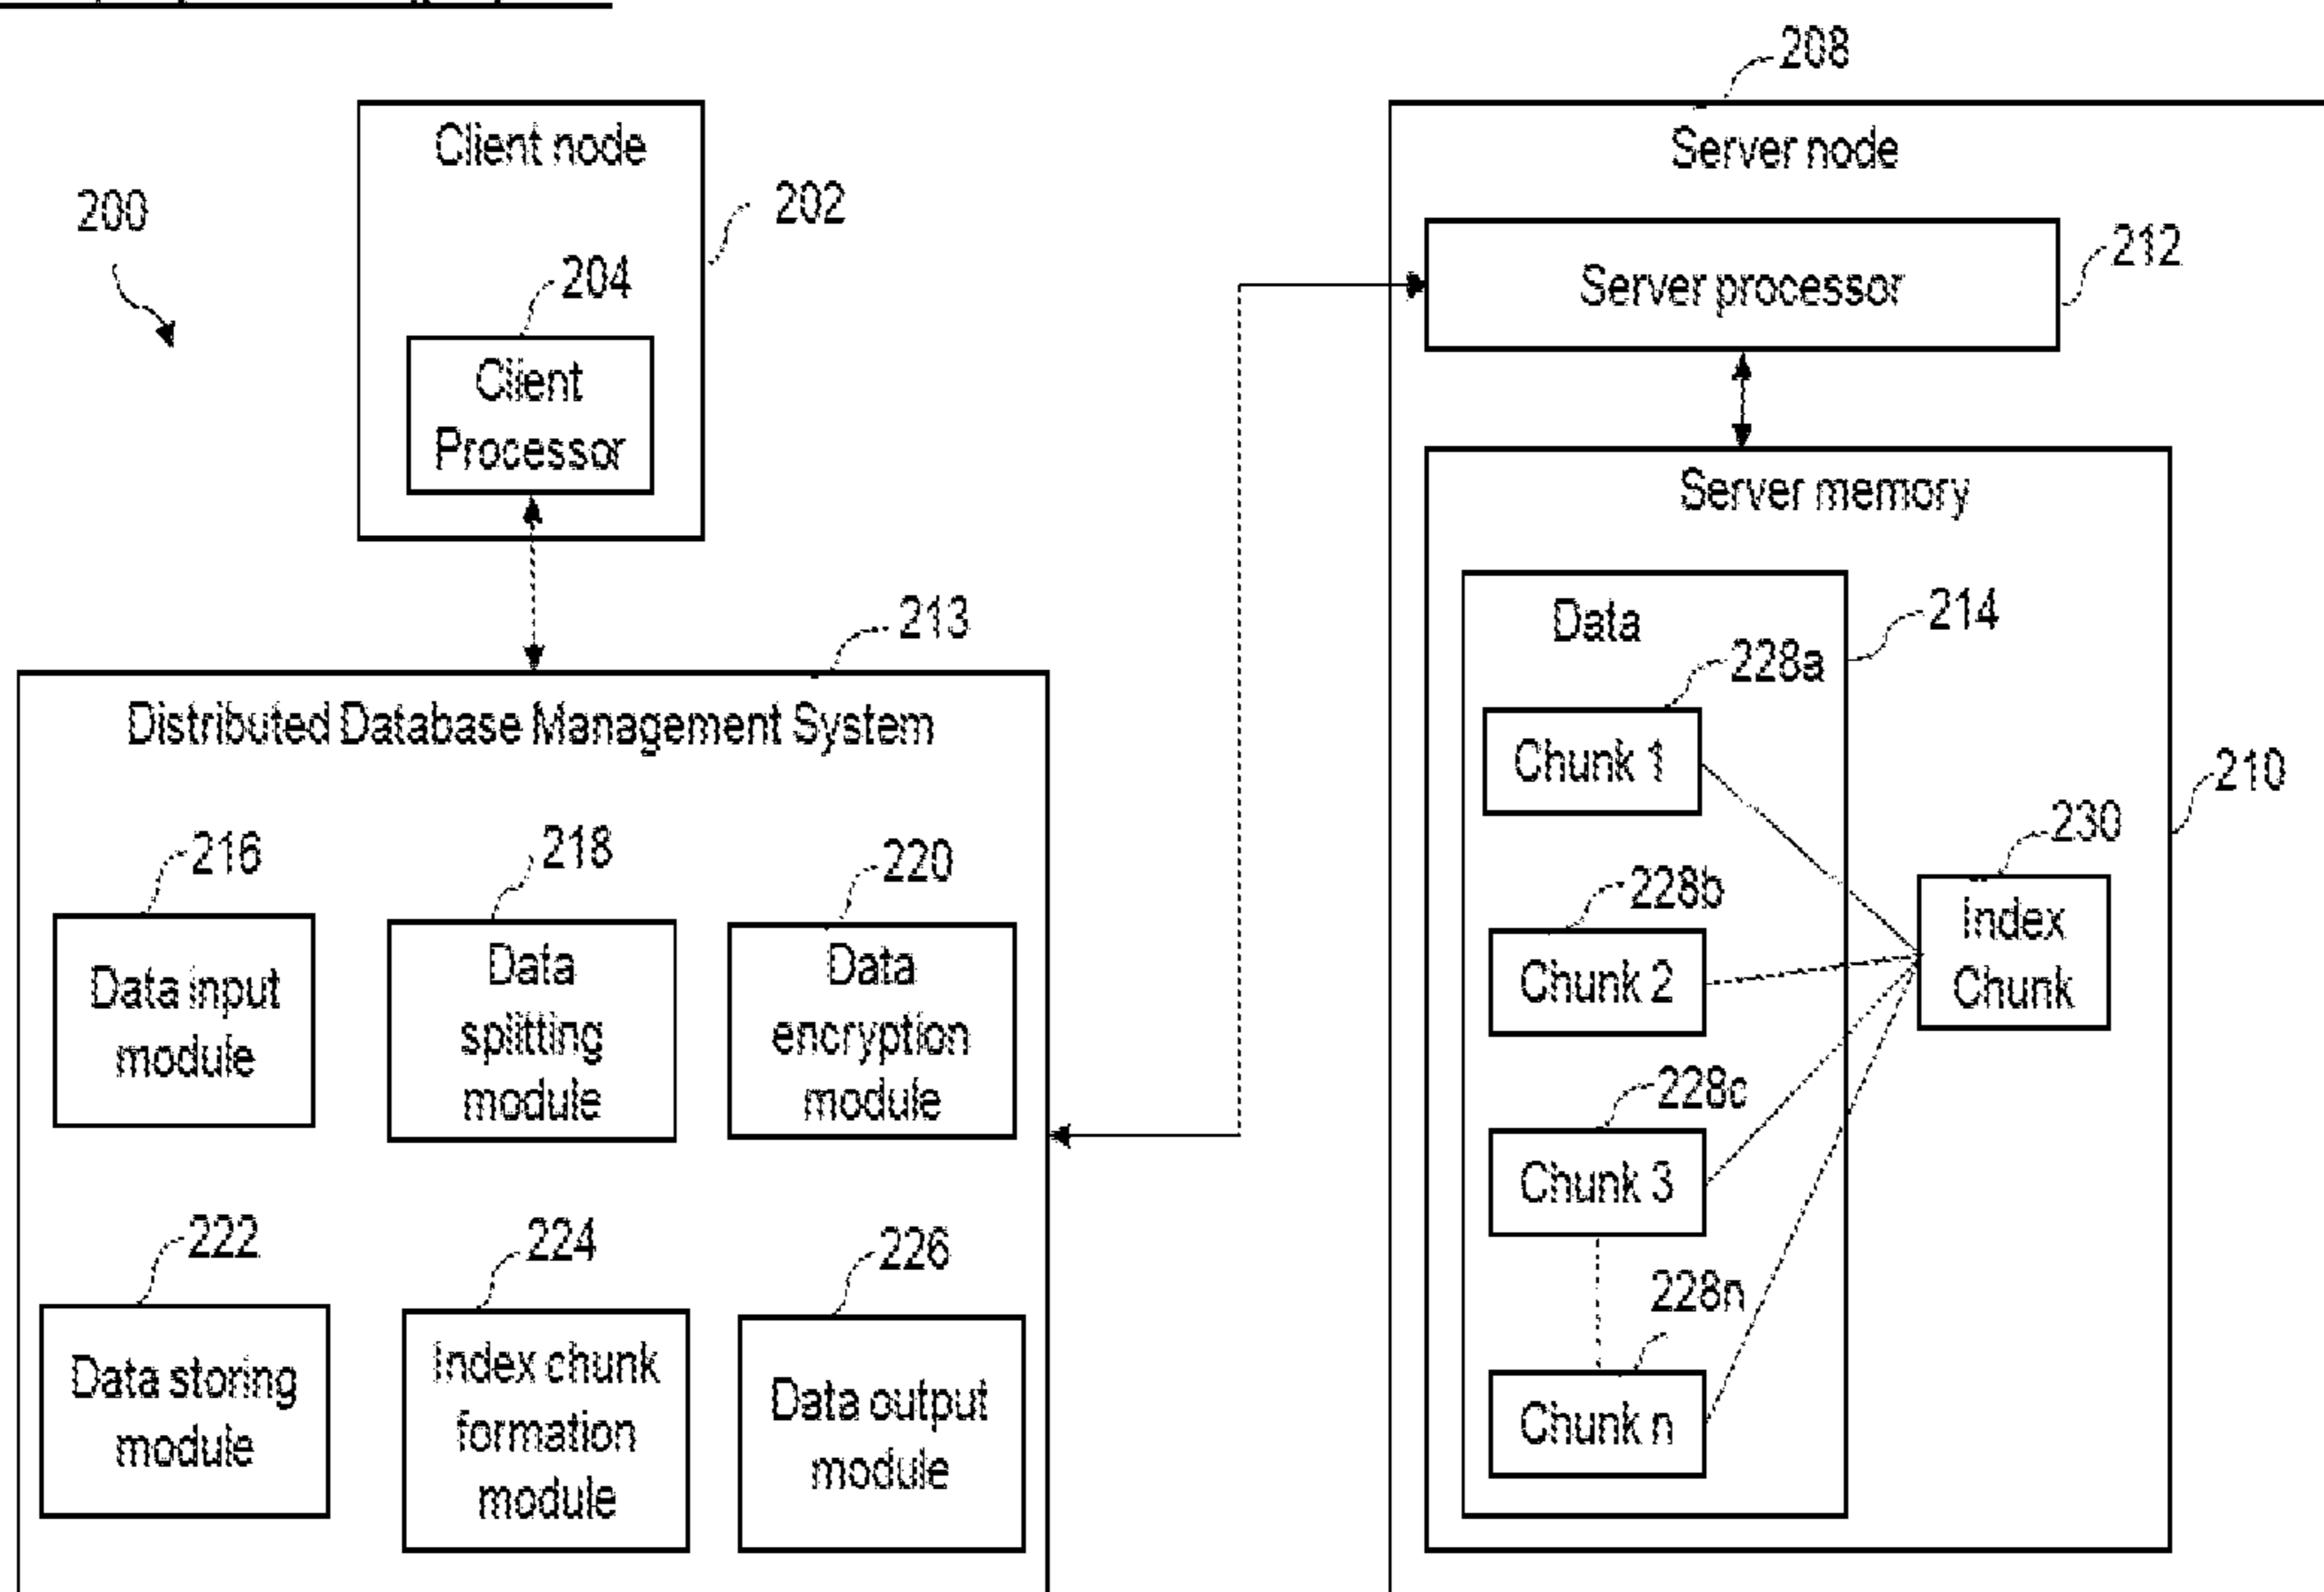 208
Client node
Server node
200
202
212
204
Server processor
Client
Processor
Server memory
213
Data
214
228a
Distributed Database Management System
Chunk 1
210
216
218
220
230
228b
Index
Chunk
Data input
module
Data
splitting
module
Data
encryption
module
Chunk 2
228c
Chunk 3
222
224
226
228n
Data storing
module
Index chunk
formation
module
Data output
module
Chunk n